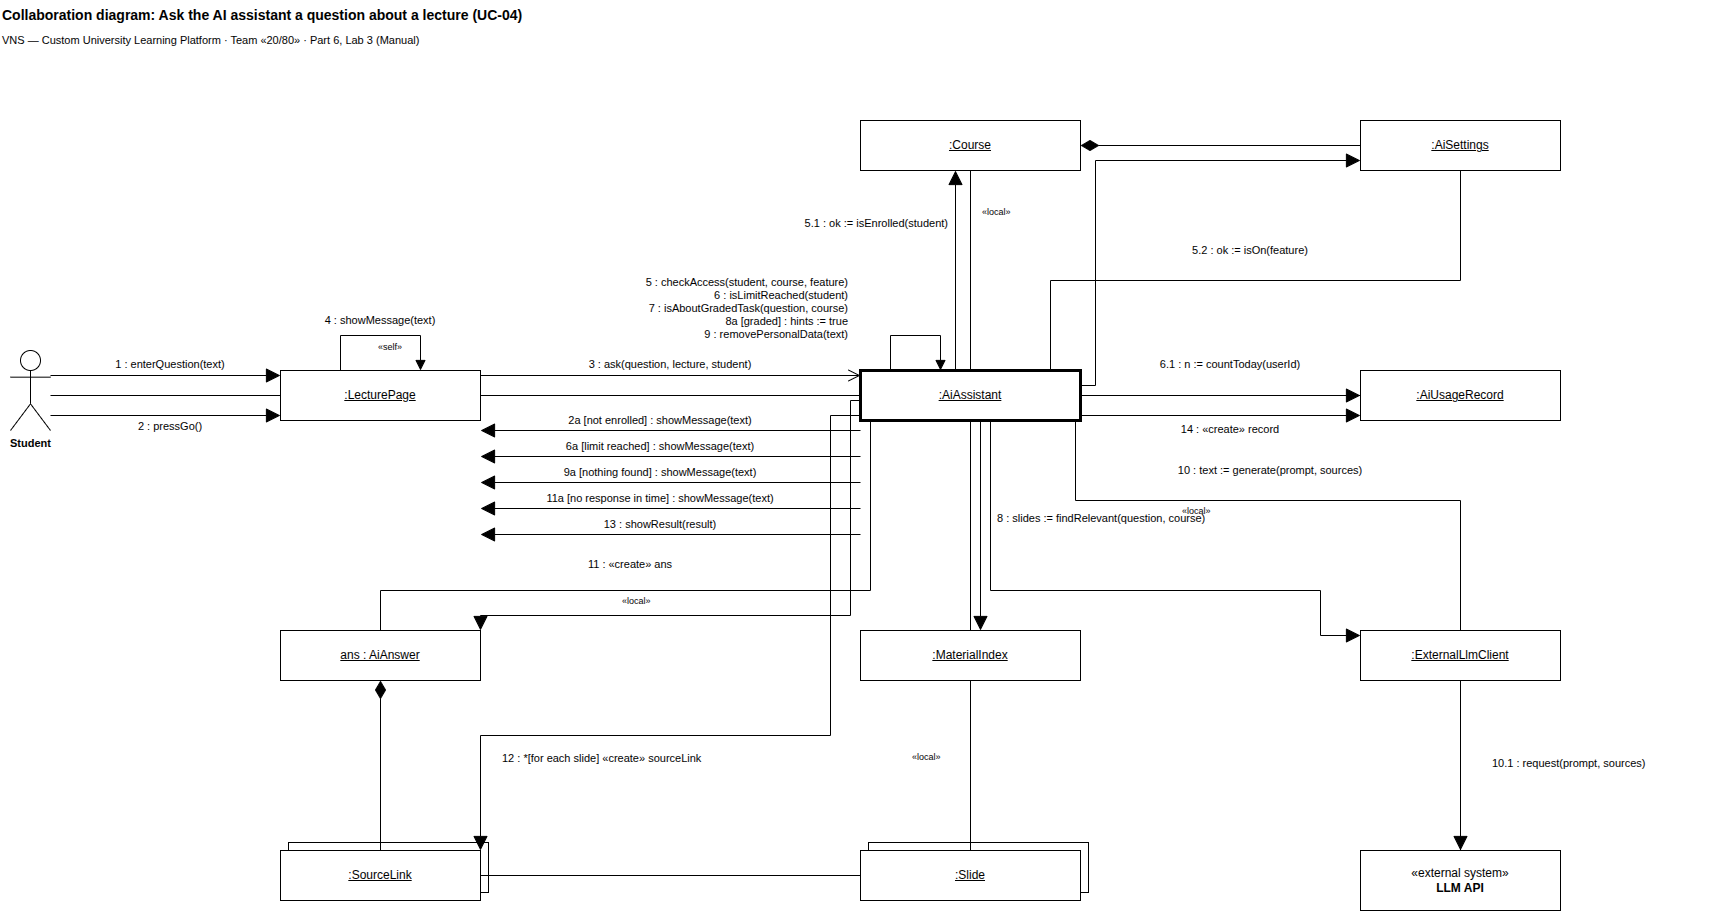 Collaboration diagram: Ask the AI assistant a question about a lecture (UC-04)
VNS — Custom University Learning Platform · Team «20/80» · Part 6, Lab 3 (Manual)
:Course
:AiSettings
«local»
5.1 : ok := isEnrolled(student)
5.2 : ok := isOn(feature)
5 : checkAccess(student, course, feature)
6 : isLimitReached(student)
7 : isAboutGradedTask(question, course)
8a [graded] : hints := true
9 : removePersonalData(text)
4 : showMessage(text)
«self»
1 : enterQuestion(text)
3 : ask(question, lecture, student)
6.1 : n := countToday(userId)
:LecturePage
:AiAssistant
:AiUsageRecord
2 : pressGo()
Student
2a [not enrolled] : showMessage(text)
14 : «create» record
6a [limit reached] : showMessage(text)
9a [nothing found] : showMessage(text)
10 : text := generate(prompt, sources)
11a [no response in time] : showMessage(text)
«local»
8 : slides := findRelevant(question, course)
13 : showResult(result)
11 : «create» ans
«local»
ans : AiAnswer
:MaterialIndex
:ExternalLlmClient
12 : *[for each slide] «create» sourceLink
«local»
10.1 : request(prompt, sources)
:SourceLink
:Slide
«external system»
LLM API